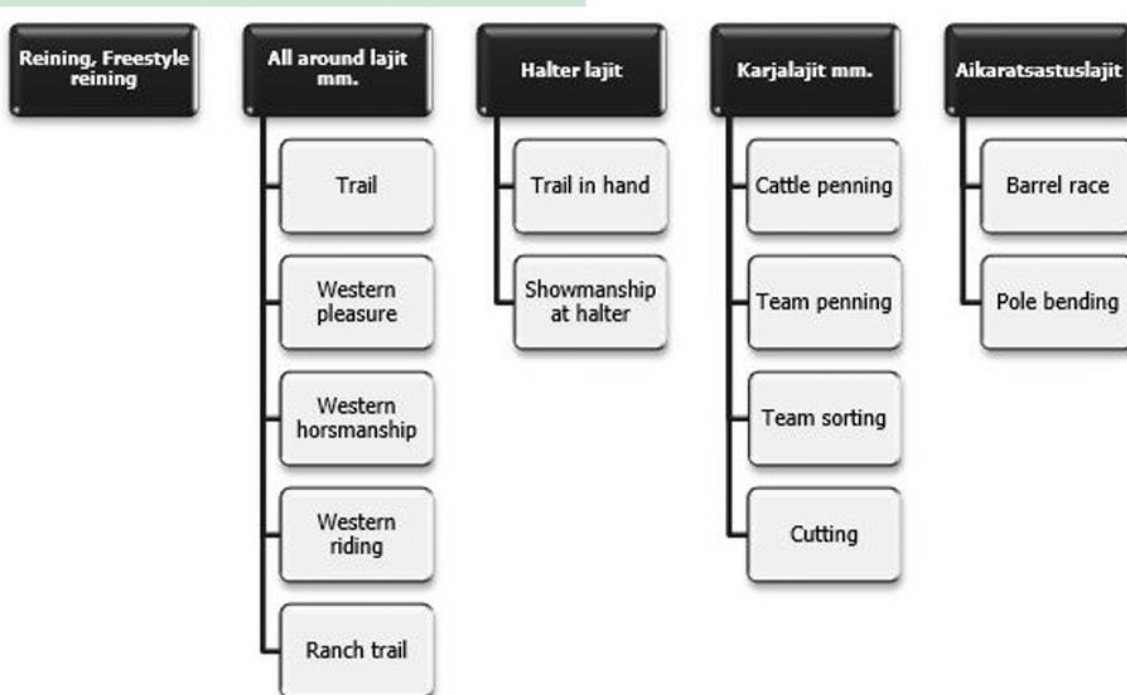 Reining, Freestyle
reining
All around lajit
mm.
Trail
Western
pleasure
Western
horsmanship
Western
riding
Ranch trail
Halter lajit
Trail in hand
Showmanship
at halter
Karjalajit mm.
Cattle penning
Team penning
Team sorting
Cutting
Aikaratsastuslajit
Barrel race
Pole bending